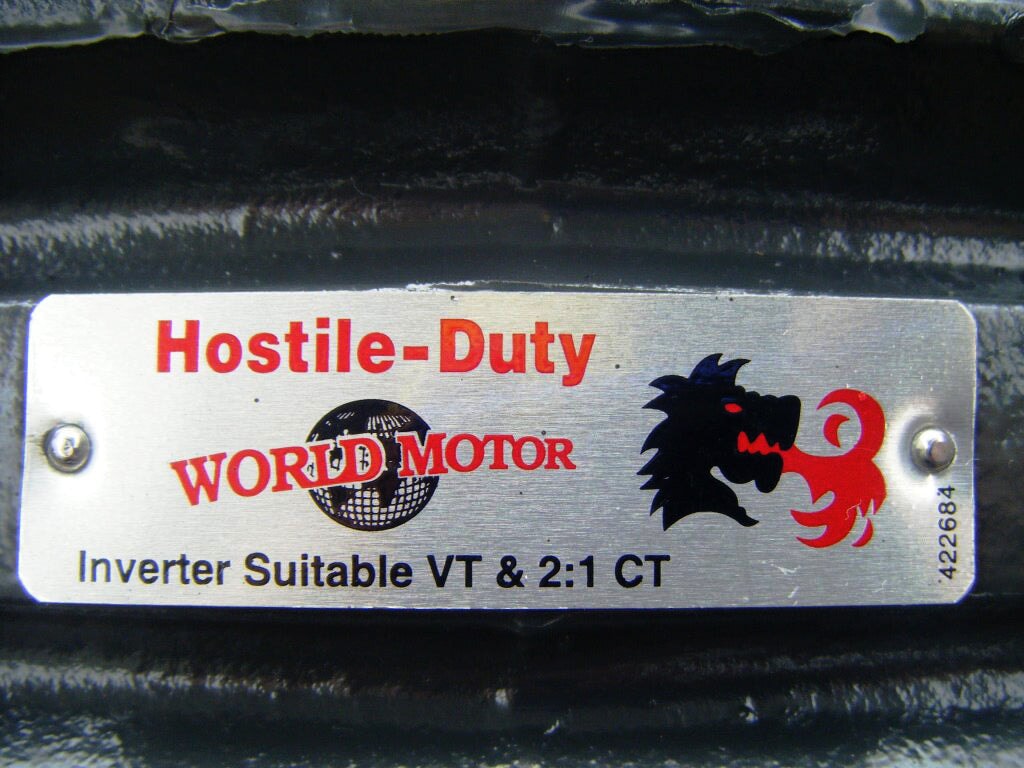 Hostile-Duty
WORLD MOTOR
Inverter Suitable VT & 2:1 CT
422684